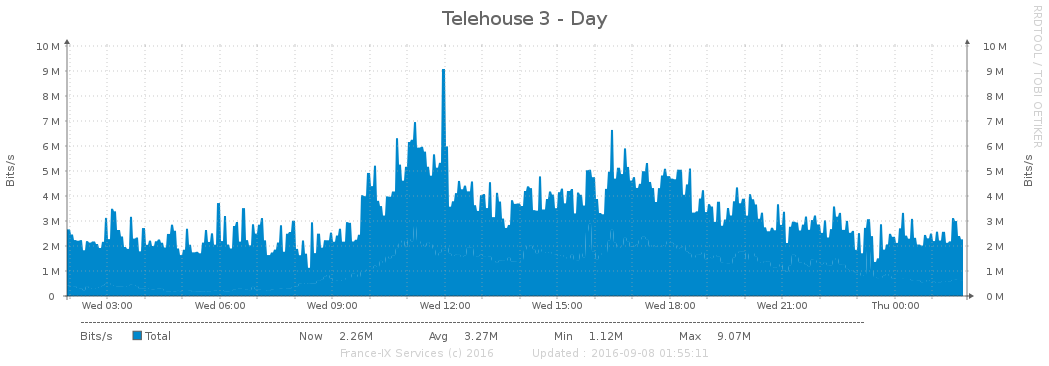 Telehouse 3 - Day
RRDTOOL / TOBI OETIKER
Bits/s
10 M
9 M
8 M
7 M
6 M
5 M
4 M
3 M
2 M
1 M
0
10 M
9 M
8 M
7 M
6 M
5 M
4 M
3 M
2 M
1 M
0 M
Bits/s
Wed 03:00 Wed 06:00 Wed 09:00 Wed 12:00 Wed 15:00 Wed 18:00 Wed 21:00 Thu 00:00
Bits/s Total Now 2.26M Avg 3.27M Min 1.12M Max 9.07M
France-IX Services (c) 2016 Updated : 2016-09-08 01:55:11